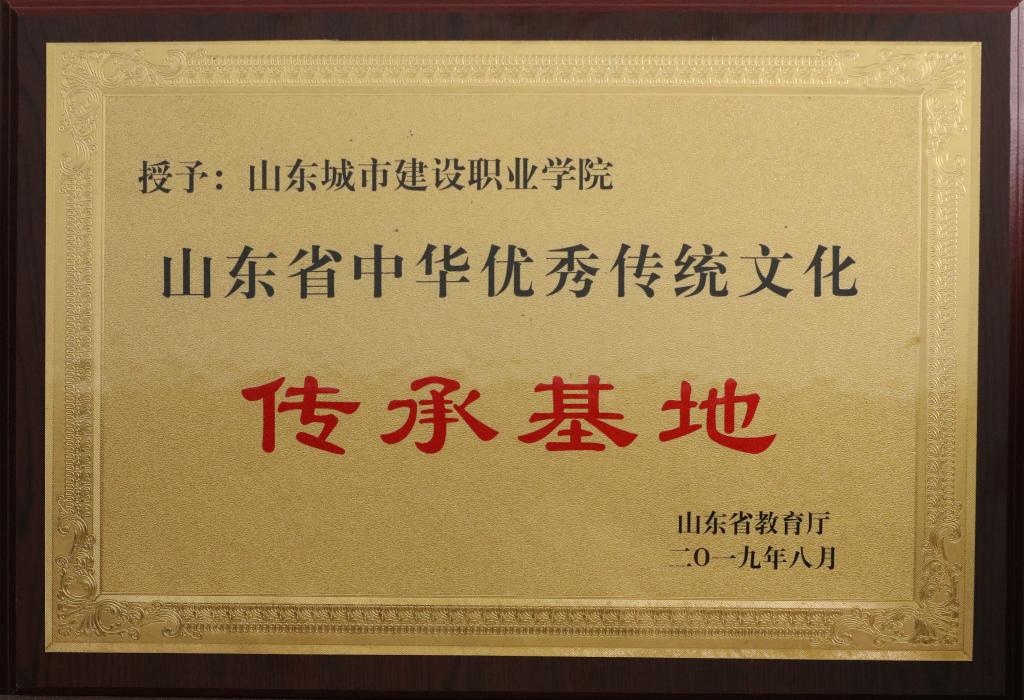 授予：山东城市建设职业学院
山东省中华优秀传统文化
传承基地
山东省教育厅
二〇一九年八月